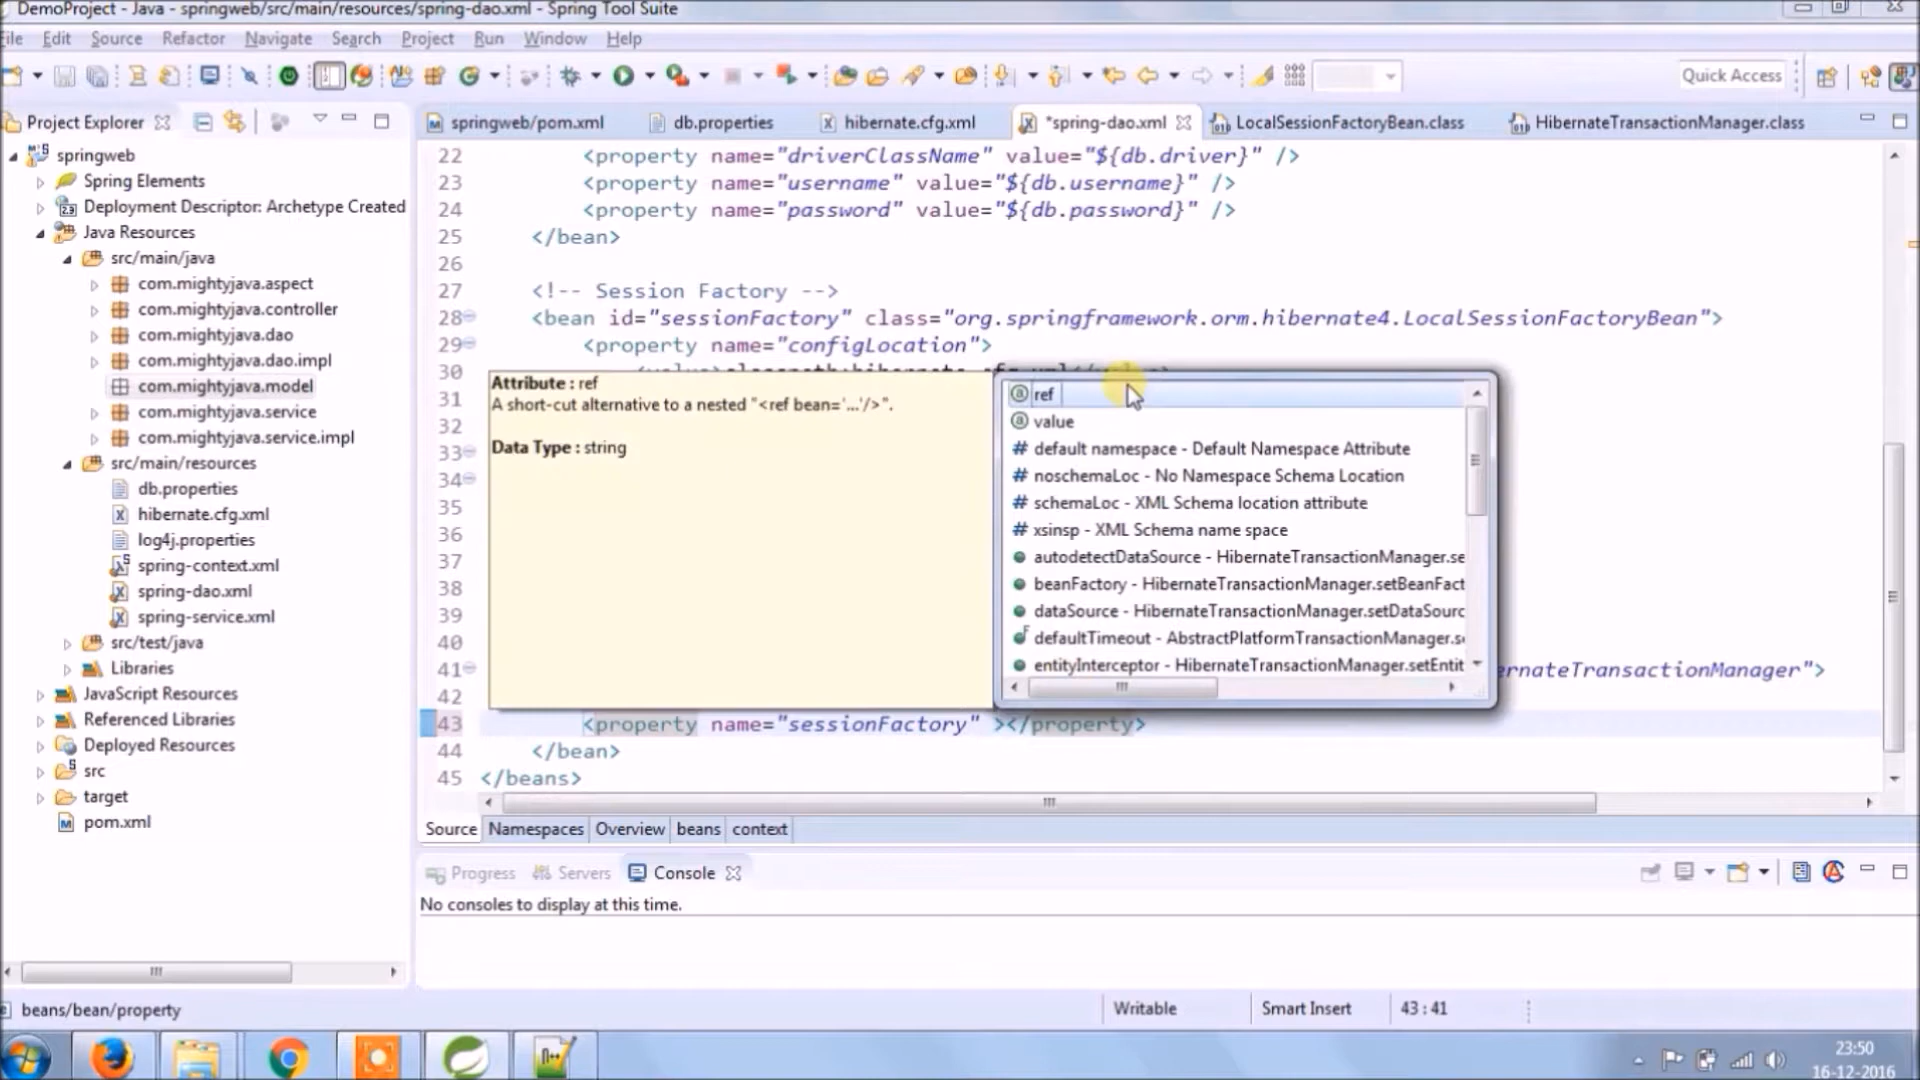 DemoProject - Java - springweb/src/main/resources/spring-dao.xml - Spring Tool Suite
File Edit Source Refactor Navigate Search Project Run Window Help
Quick Access
Project Explorer
springweb/pom.xml db.properties hibernate.cfg.xml *spring-dao.xml LocalSessionFactoryBean.class HibernateTransactionManager.class
springweb
Spring Elements
Deployment Descriptor: Archetype Created
Java Resources
src/main/java
com.mightyjava.aspect
com.mightyjava.controller
com.mightyjava.dao
com.mightyjava.dao.impl
com.mightyjava.model
com.mightyjava.service
com.mightyjava.service.impl
src/main/resources
db.properties
hibernate.cfg.xml
log4j.properties
spring-context.xml
spring-dao.xml
spring-service.xml
src/test/java
Libraries
JavaScript Resources
Referenced Libraries
Deployed Resources
src
target
pom.xml
22 <property name="driverClassName" value="${db.driver}" />
23 <property name="username" value="${db.username}" />
24 <property name="password" value="${db.password}" />
25 </bean>
26
27 <!-- Session Factory -->
28 <bean id="sessionFactory" class="org.springframework.orm.hibernate4.LocalSessionFactoryBean">
29 <property name="configLocation">
30
31
32
33
34
35
36
37
38
39
40
41 ernateTransactionManager">
42
43 <property name="sessionFactory" ></property>
44 </bean>
45 </beans>
Attribute : ref
A short-cut alternative to a nested "<ref bean='...'/>".
Data Type : string
ref
value
default namespace - Default Namespace Attribute
noschemaLoc - No Namespace Schema Location
schemaLoc - XML Schema location attribute
xsinsp - XML Schema name space
autodetectDataSource - HibernateTransactionManager.se
beanFactory - HibernateTransactionManager.setBeanFact
dataSource - HibernateTransactionManager.setDataSourc
defaultTimeout - AbstractPlatformTransactionManager.s
entityInterceptor - HibernateTransactionManager.setEntit
Source Namespaces Overview beans context
Progress Servers Console
No consoles to display at this time.
beans/bean/property
Writable Smart Insert 43 : 41
23:50
16-12-2016